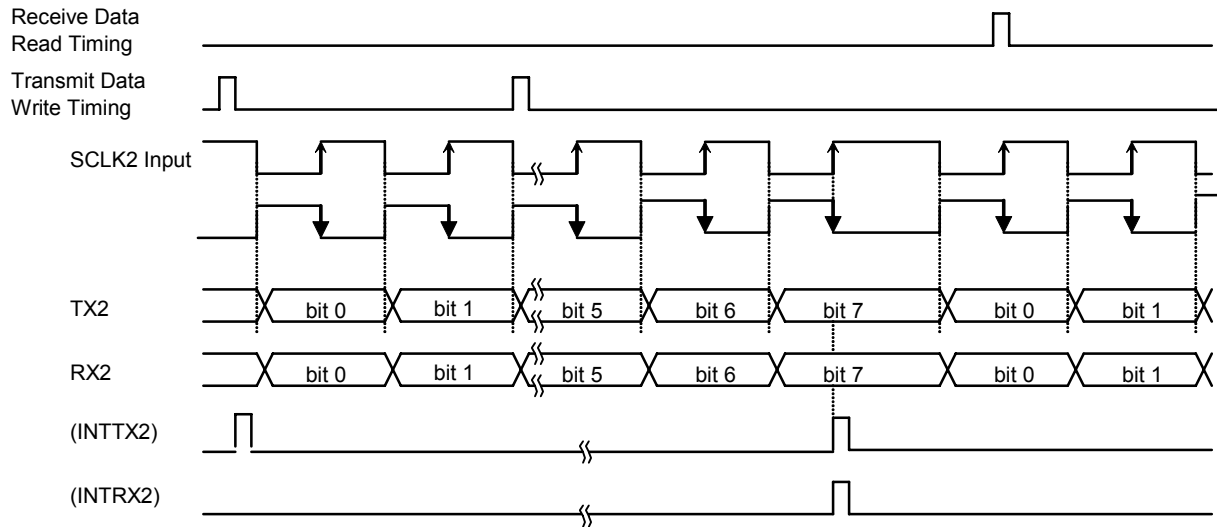 Receive Data
Read Timing
Transmit Data
Write Timing
SCLK2 Input
TX2
bit 0 bit 1 bit 5 bit 6 bit 7 bit 0 bit 1
RX2
bit 0 bit 1 bit 5 bit 6 bit 7 bit 0 bit 1
(INTTX2)
(INTRX2)